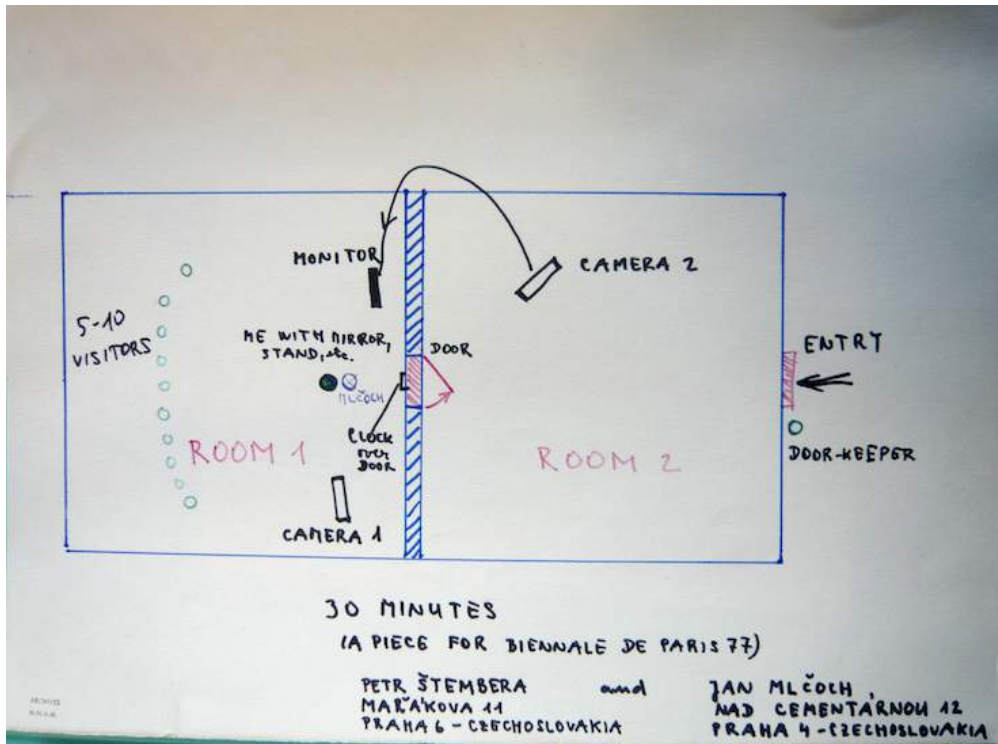 MONITOR
CAMERA 2
5-10
VISITORS
ME WITH MIRROR,
STAND, etc.
DOOR
ENTRY
MLČOCH
CLOCK
OVER
DOOR
ROOM 1
ROOM 2
DOOR-KEEPER
CAMERA 1
30 MINUTES
(A PIECE FOR BIENNALE DE PARIS 77)
PETR ŠTEMBERA and JAN MLČOCH,
MAŘÁKOVA 11 NAD CEMENTÁRNOU 12
PRAHA 6 - CZECHOSLOVAKIA PRAHA 4 - CZECHOSLOVAKIA
ARCHIVES